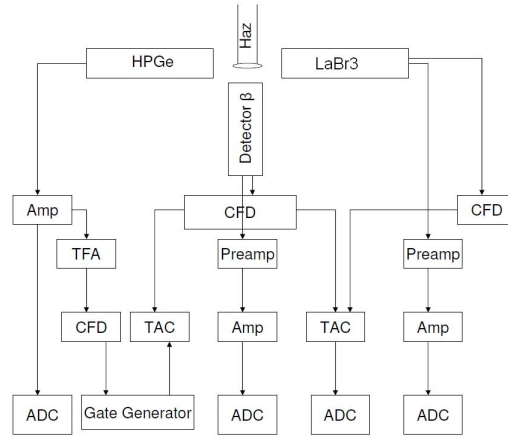 Haz
HPGe
LaBr3
Detector β
Amp
CFD
CFD
TFA
Preamp
Preamp
CFD
TAC
Amp
TAC
Amp
ADC
Gate Generator
ADC
ADC
ADC